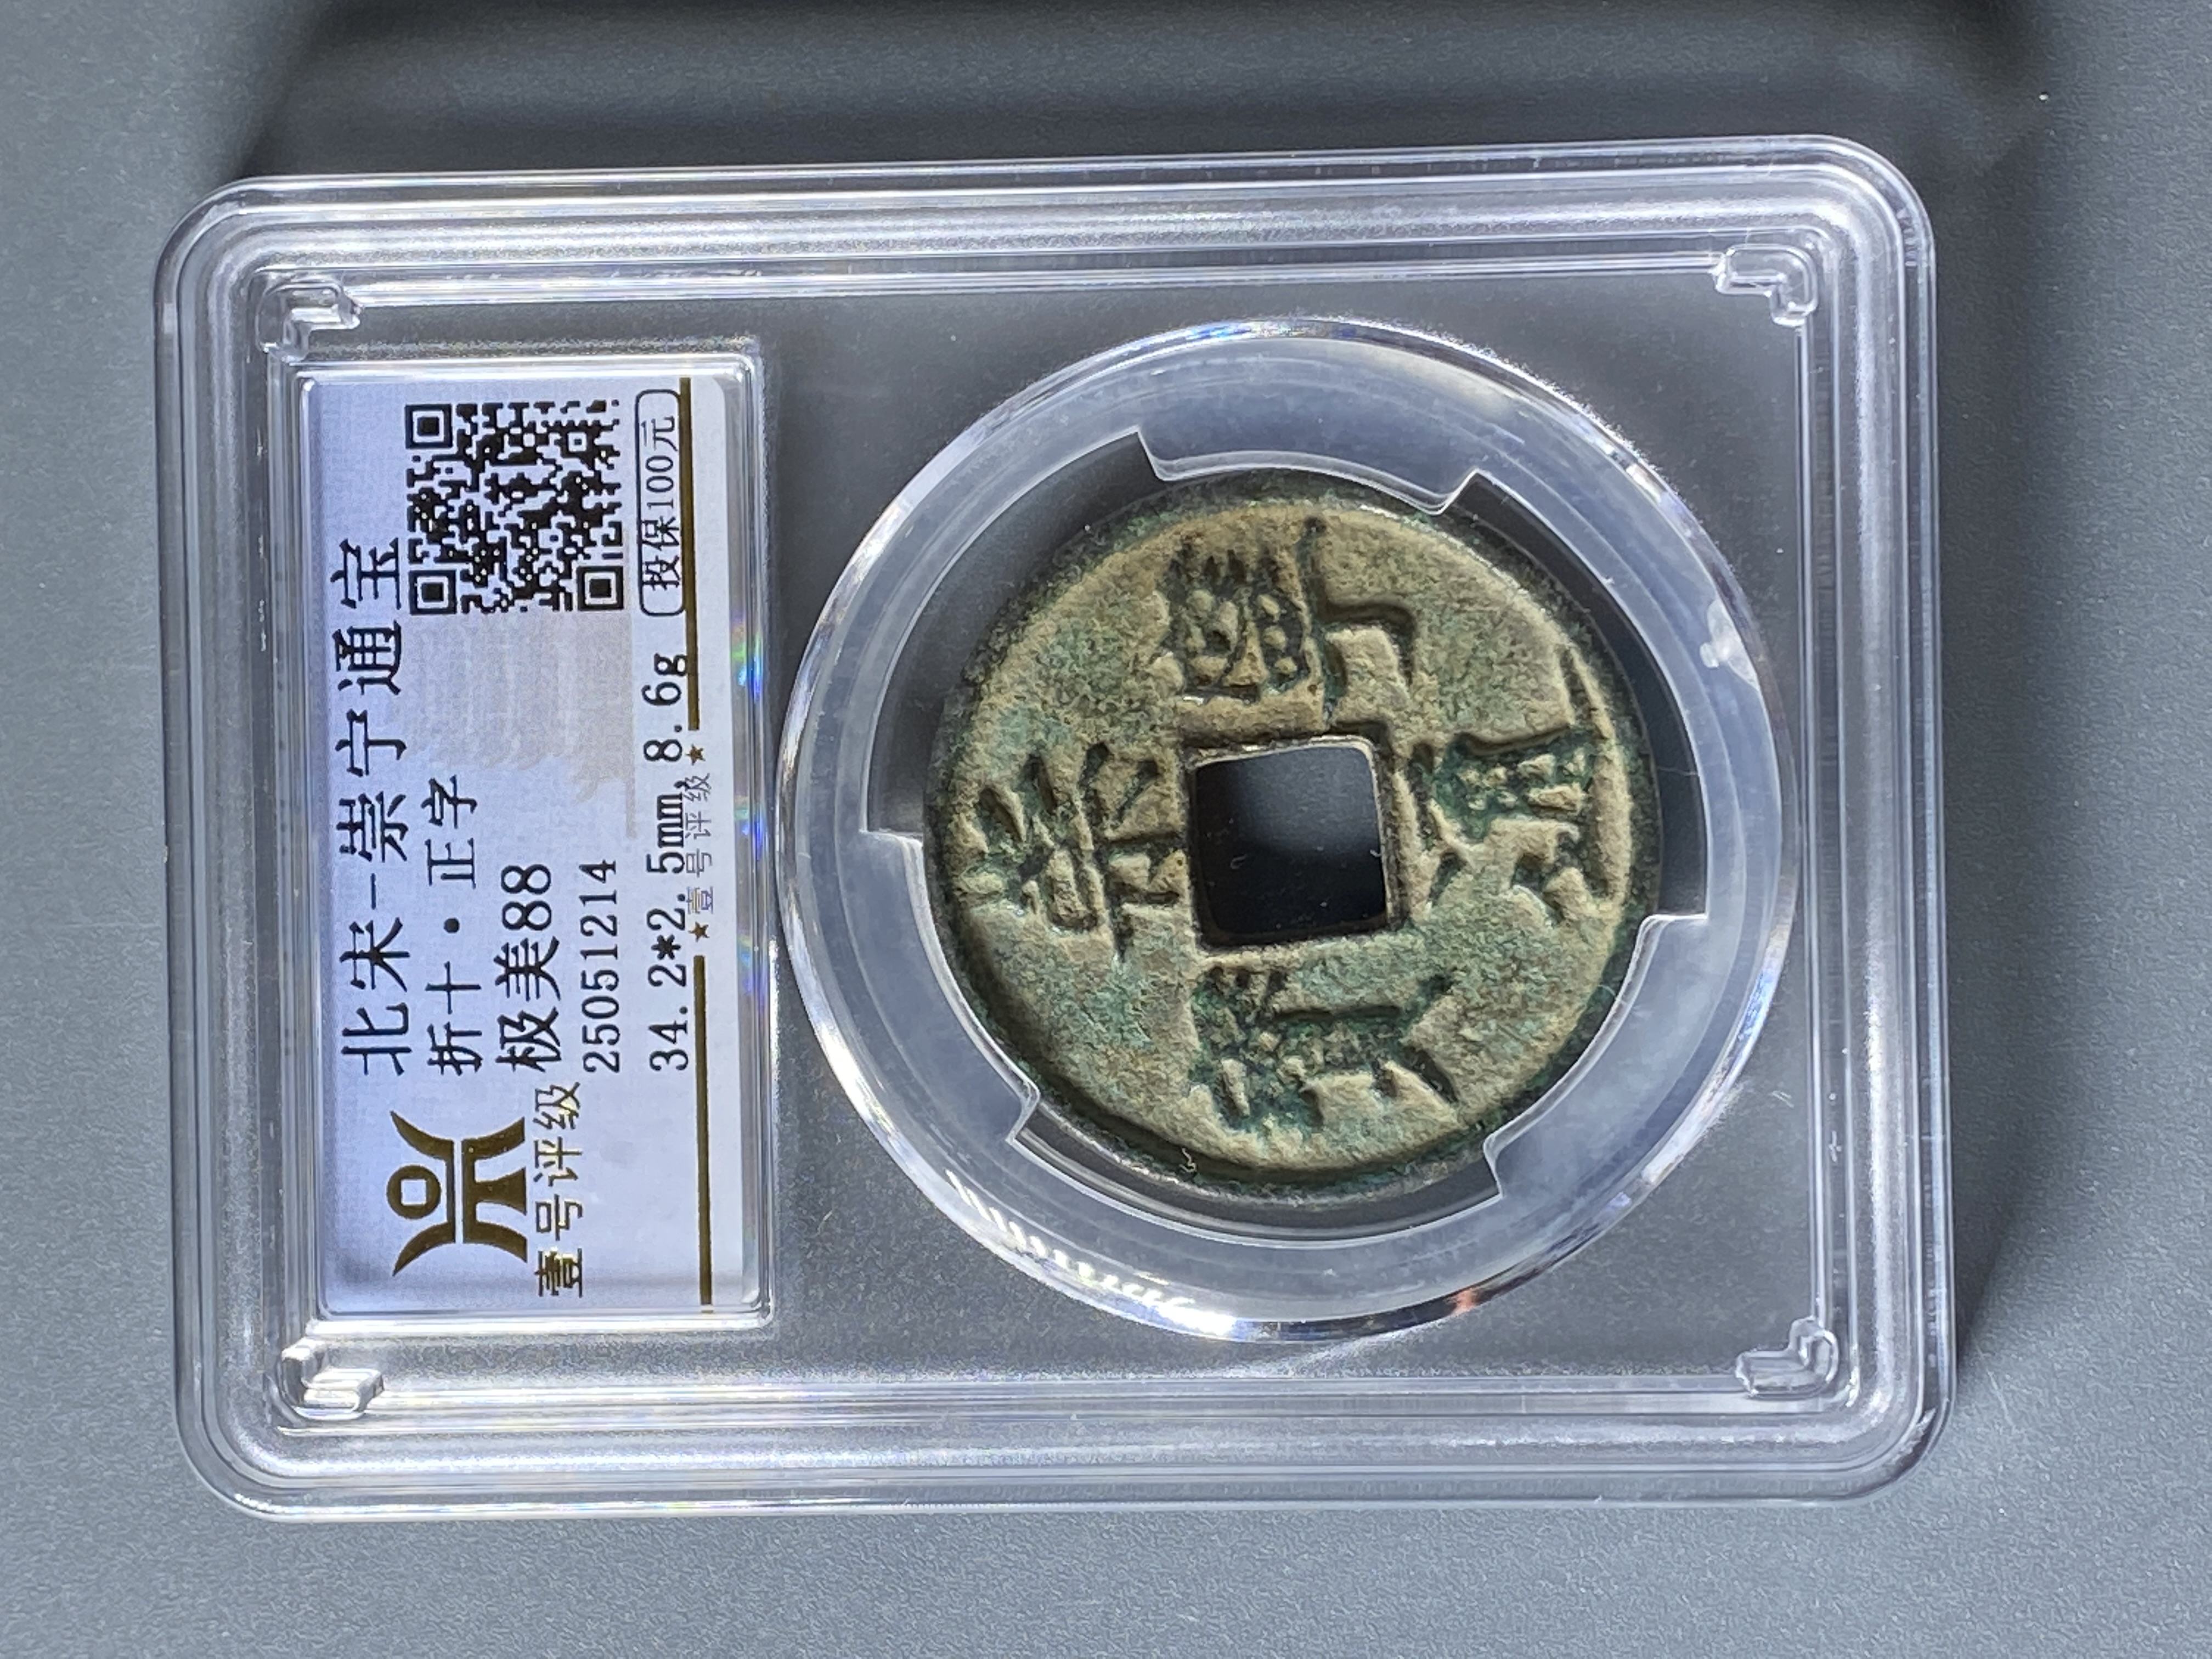 北宋-崇宁通宝
折十·正字
极美88
25051214
34.2*2.5mm,8.6g
壹号评级
投保100元
★壹号评级★
崇寧通寳